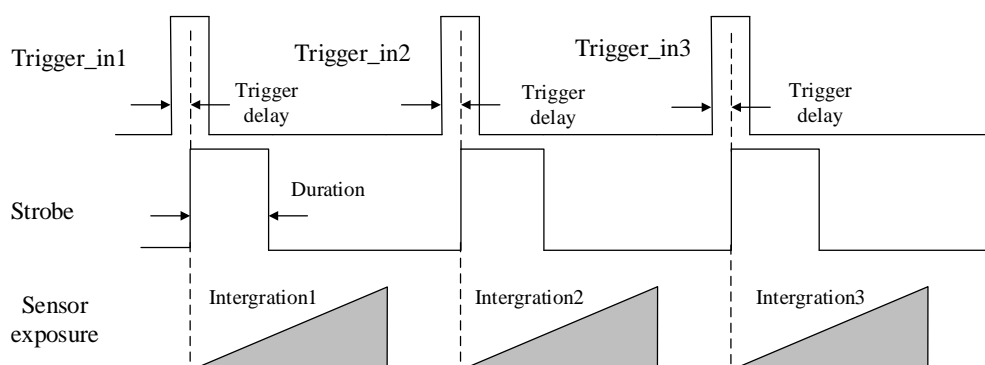 Trigger_in1
Trigger_in2
Trigger_in3
Trigger
delay
Trigger
delay
Trigger
delay
Strobe
Duration
Sensor
exposure
Intergration1
Intergration2
Intergration3